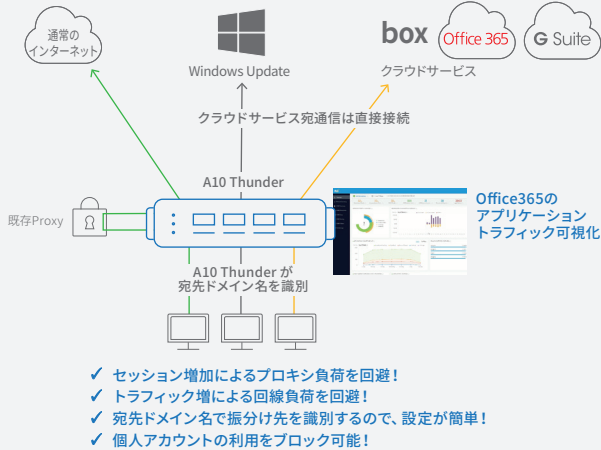 通常の
インターネット
Windows Update
box
Office 365
G Suite
クラウドサービス
クラウドサービス宛通信は直接接続
A10 Thunder
既存Proxy
Office365の
アプリケーション
トラフィック可視化
A10 Thunder が
宛先ドメイン名を識別
✓ セッション増加によるプロキシ負荷を回避！
✓ トラフィック増による回線負荷を回避！
✓ 宛先ドメイン名で振分け先を識別するので、設定が簡単！
✓ 個人アカウントの利用をブロック可能！